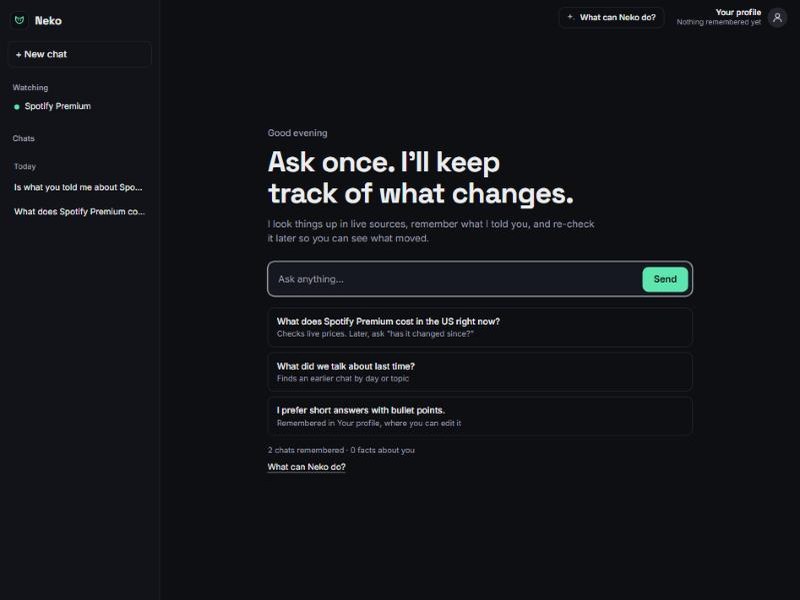 Neko
+ New chat
Watching
Spotify Premium
Chats
Today
Is what you told me about Spo...
What does Spotify Premium co...
What can Neko do?
Your profile
Nothing remembered yet
Good evening
Ask once. I'll keep
track of what changes.
I look things up in live sources, remember what I told you, and re-check
it later so you can see what moved.
Ask anything...
Send
What does Spotify Premium cost in the US right now?
Checks live prices. Later, ask "has it changed since?"
What did we talk about last time?
Finds an earlier chat by day or topic
I prefer short answers with bullet points.
Remembered in Your profile, where you can edit it
2 chats remembered · 0 facts about you
What can Neko do?